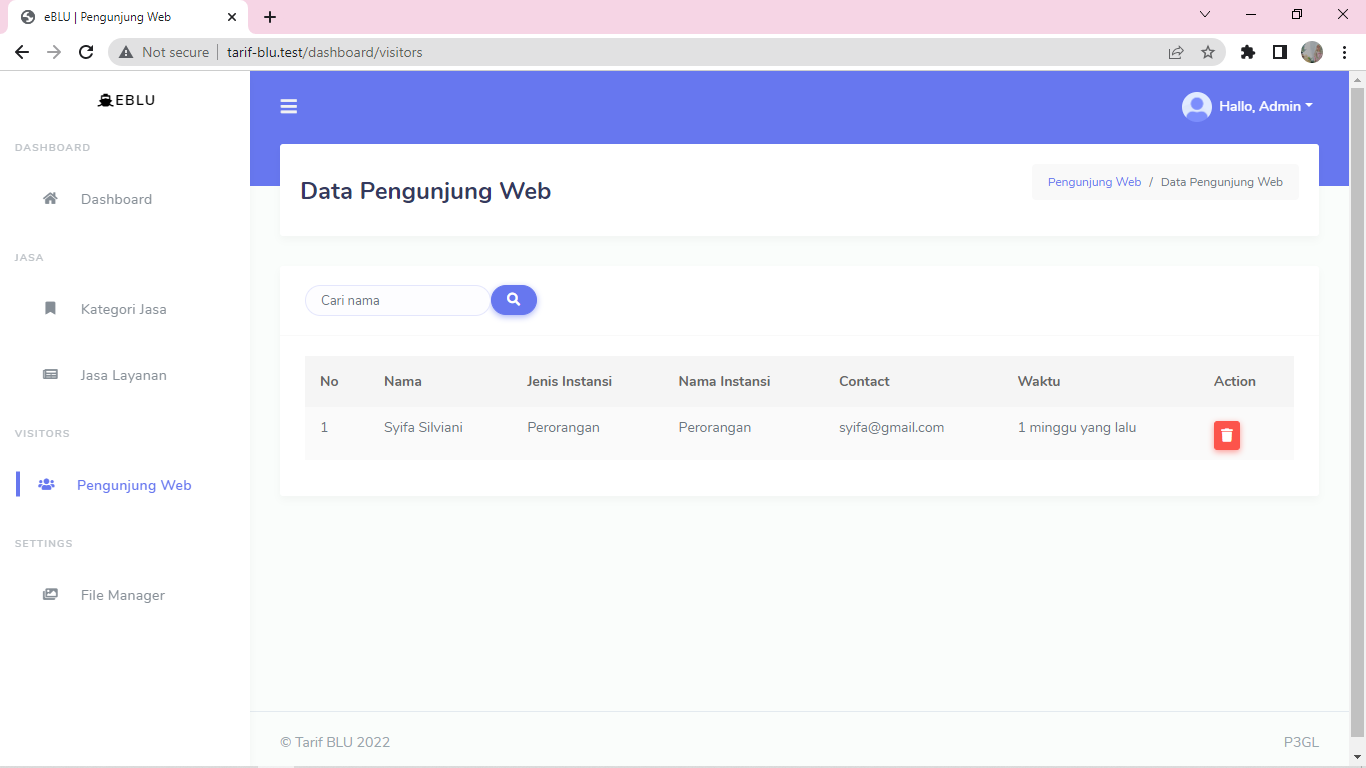 eBLU | Pengunjung Web
Not secure | tarif-blu.test/dashboard/visitors
EBLU
Hallo, Admin
DASHBOARD
Dashboard
JASA
Kategori Jasa
Jasa Layanan
VISITORS
Pengunjung Web
SETTINGS
File Manager
Data Pengunjung Web
Pengunjung Web / Data Pengunjung Web
Cari nama
No Nama Jenis Instansi Nama Instansi Contact Waktu Action
1 Syifa Silviani Perorangan Perorangan syifa@gmail.com 1 minggu yang lalu
© Tarif BLU 2022
P3GL